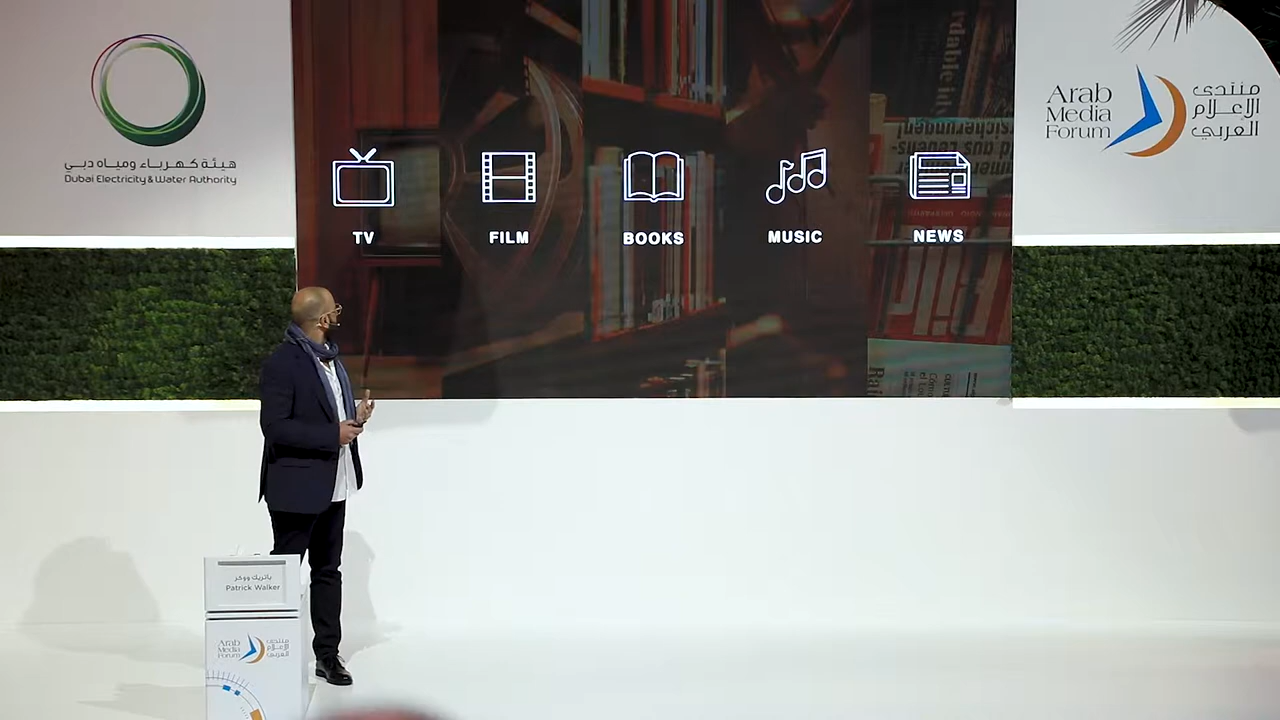 هيئة كهرباء ومياه دبي
Dubai Electricity & Water Authority
TV
FILM
BOOKS
MUSIC
NEWS
Arab
Media
Forum
منتدى
الإعلام
العربي
باتريك ووكر
Patrick Walker
Arab
Media
Forum
منتدى
الإعلام
العربي